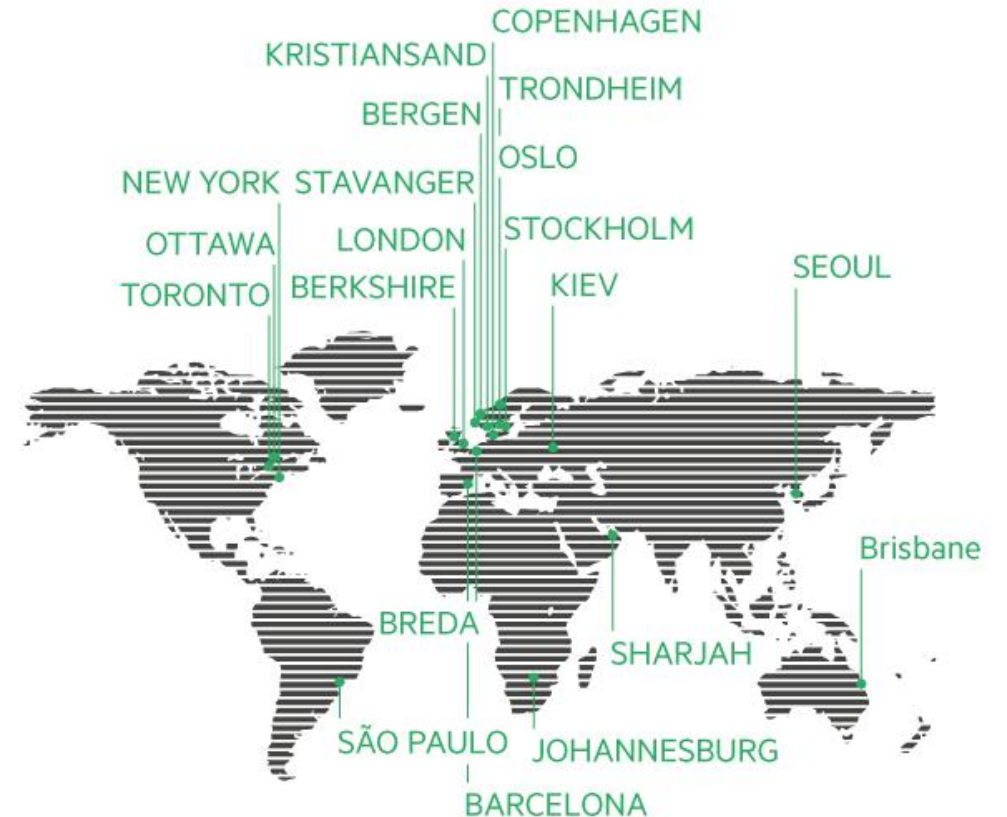 COPENHAGEN
KRISTIANSAND
TRONDHEIM
BERGEN
OSLO
NEW YORK
STAVANGER
STOCKHOLM
OTTAWA
LONDON
SEOUL
TORONTO
BERKSHIRE
KIEV
Brisbane
BREDA
SHARJAH
SÃO PAULO
JOHANNESBURG
BARCELONA